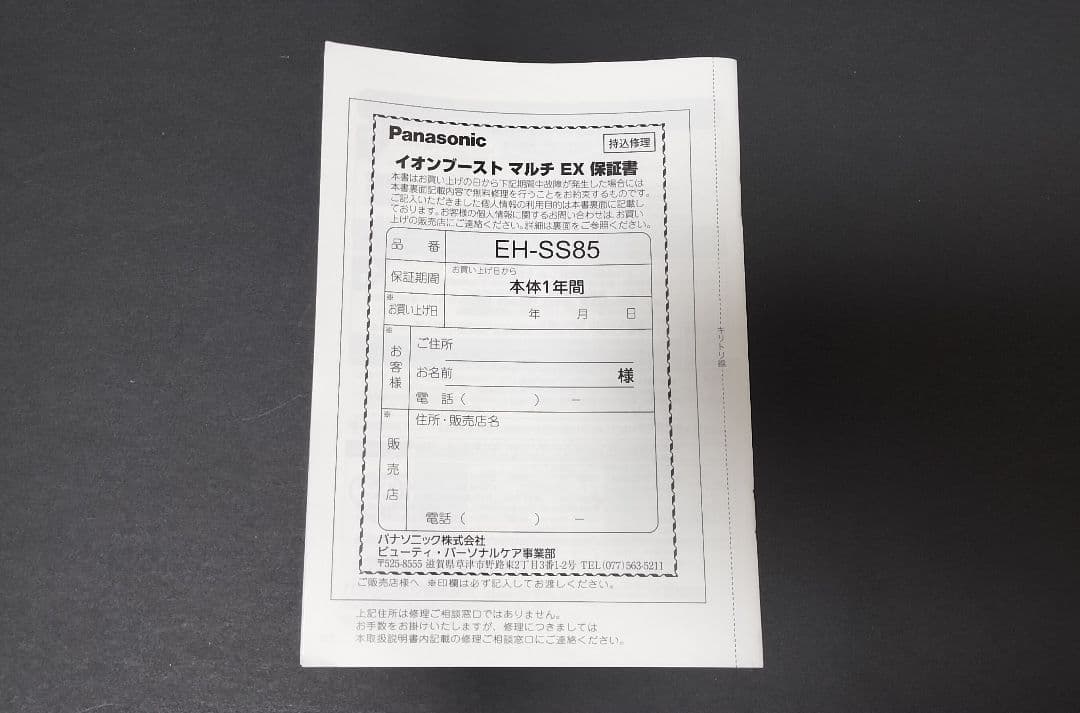 Panasonic
持込修理
イオンブースト マルチ EX 保証書
本書はお買い上げの日から下記期間中故障が発生した場合には
本書裏面記載内容で無料修理を行うことをお約束するものです。
ご記入いただきました個人情報の利用目的は本書裏面に記載し
ております。お客様の個人情報に関するお問い合わせは、お買い
上げの販売店にご連絡ください。詳細は裏面をご参照ください。
品 番 EH-SS85
保証期間 お買い上げ日から
本体1年間
※お買い上げ日 年 月 日
※お客様
ご住所
お名前 様
電 話 ( ) −
※販売店
住所・販売店名
電話 ( ) −
パナソニック株式会社
ビューティ・パーソナルケア事業部
〒525-8555 滋賀県草津市野路東2丁目3番1-2号 TEL (077) 563-5211
ご販売店様へ ※印欄は必ず記入してお渡しください。
上記住所は修理ご相談窓口ではありません。
お手数をお掛けいたしますが、修理につきましては
本取扱説明書内記載の修理ご相談窓口にご連絡ください。
キリトリ線